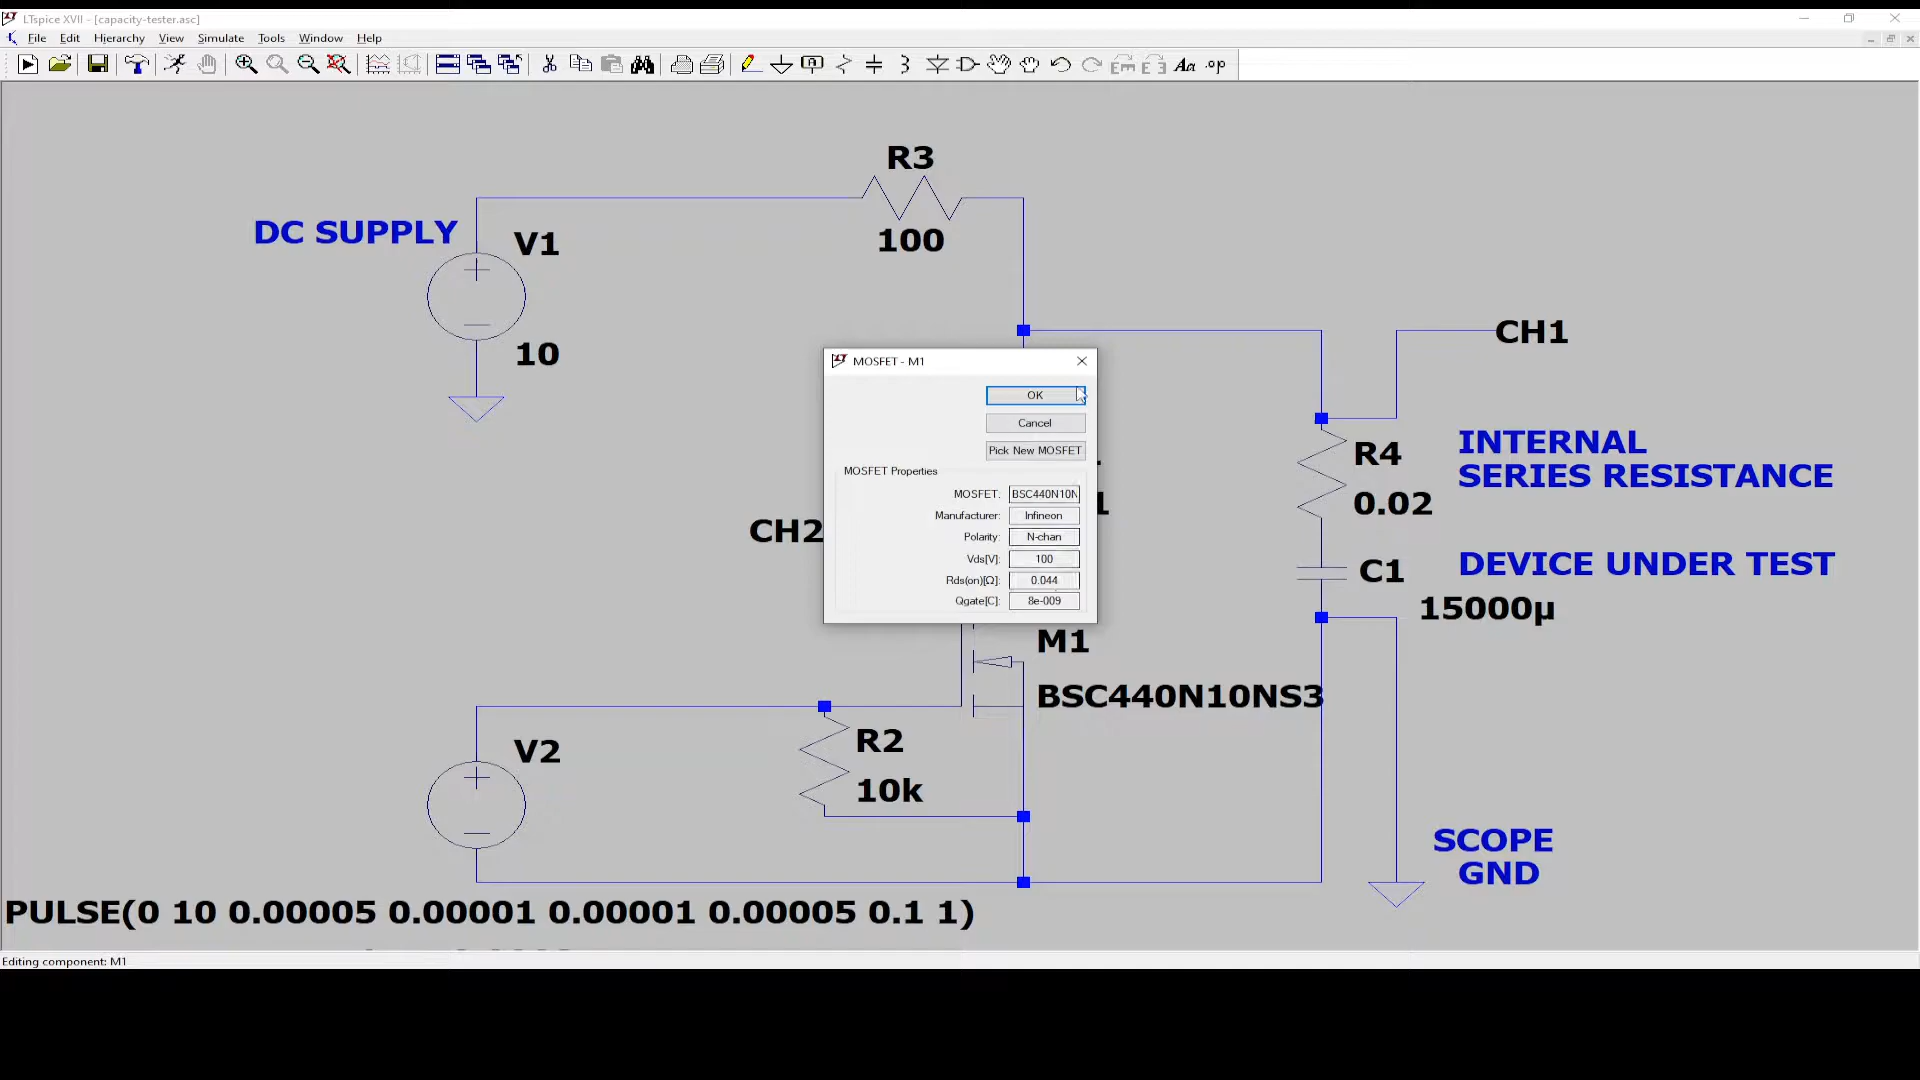 LTspice XVII - [capacity-tester.asc]
File Edit Hierarchy View Simulate Tools Window Help
Aa .op
R3
100
DC SUPPLY
V1
10
CH1
MOSFET - M1
OK
Cancel
Pick New MOSFET
MOSFET Properties
MOSFET: BSC440N10N
Manufacturer: Infineon
Polarity: N-chan
Vds[V]: 100
Rds(on)[Ω]: 0.044
Qgate[C]: 8e-009
CH2
1
R4
0.02
INTERNAL
SERIES RESISTANCE
C1
15000µ
DEVICE UNDER TEST
M1
BSC440N10NS3
V2
R2
10k
SCOPE
GND
PULSE(0 10 0.00005 0.00001 0.00001 0.00005 0.1 1)
Editing component: M1